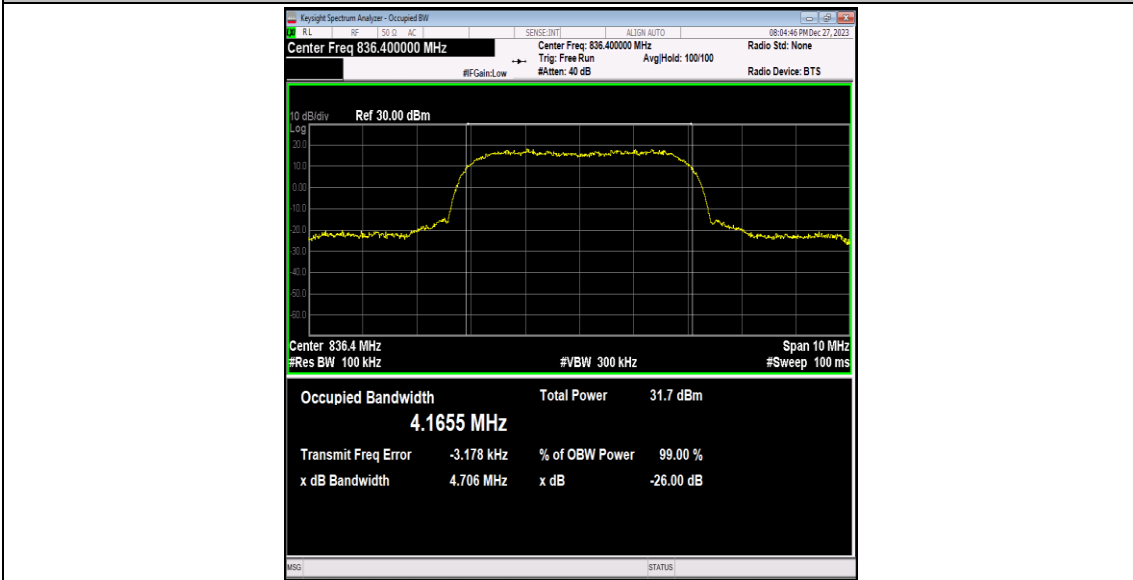 Keysight Spectrum Analyzer - Occupied BW
RL RF 50 Ω AC SENSE:INT ALIGN AUTO 08:04:46 PM Dec 27, 2023
Center Freq 836.400000 MHz Center Freq: 836.400000 MHz Radio Std: None
Trig: Free Run Avg|Hold: 100/100
#IFGain:Low #Atten: 40 dB Radio Device: BTS
10 dB/div Ref 30.00 dBm
Log
20.0
10.0
0.00
-10.0
-20.0
-30.0
-40.0
-50.0
-60.0
Center 836.4 MHz Span 10 MHz
#Res BW 100 kHz #VBW 300 kHz #Sweep 100 ms
Occupied Bandwidth Total Power 31.7 dBm
4.1655 MHz
Transmit Freq Error -3.178 kHz % of OBW Power 99.00 %
x dB Bandwidth 4.706 MHz x dB -26.00 dB
MSG STATUS